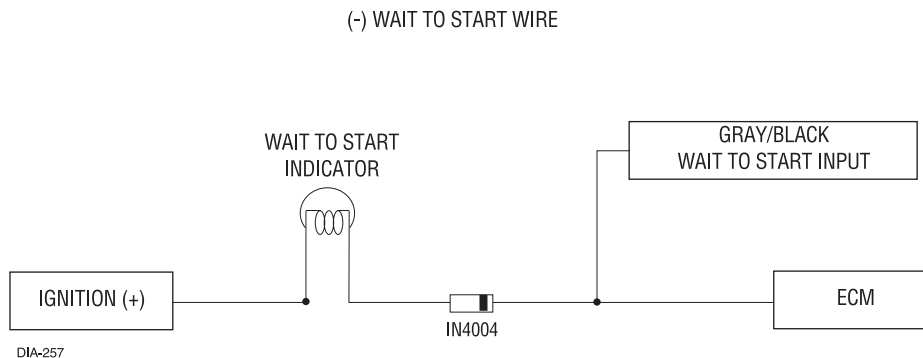 (-) WAIT TO START WIRE
WAIT TO START
INDICATOR
GRAY/BLACK
WAIT TO START INPUT
IGNITION (+)
IN4004
ECM
DIA-257